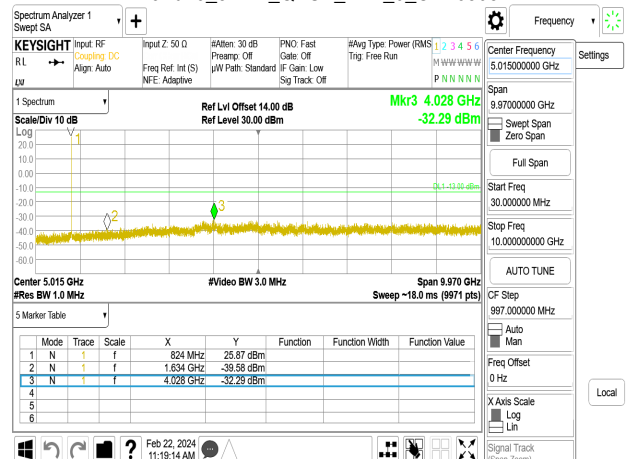 Spectrum Analyzer 1
Swept SA
Frequency
Settings
KEYSIGHT
RL
Input: RF
Coupling: DC
Align: Auto
Input Z: 50 Ω
Freq Ref: Int (S)
NFE: Adaptive
#Atten: 30 dB
Preamp: Off
µW Path: Standard
PNO: Fast
Gate: Off
IF Gain: Low
Sig Track: Off
#Avg Type: Power (RMS
Trig: Free Run
1 2 3 4 5 6
M W W W W W
P N N N N N
1 Spectrum
Scale/Div 10 dB
Log
Ref Lvl Offset 14.00 dB
Ref Level 30.00 dBm
Mkr3 4.028 GHz
-32.29 dBm
20.0
10.0
0.00
-10.0
-20.0
-30.0
-40.0
-50.0
-60.0
1
2
3
DL1 -13.00 dBm
Center 5.015 GHz
#Res BW 1.0 MHz
#Video BW 3.0 MHz
Span 9.970 GHz
Sweep ~18.0 ms (9971 pts)
5 Marker Table
Mode Trace Scale X Y Function Function Width Function Value
1 N 1 f 824 MHz 25.87 dBm
2 N 1 f 1.634 GHz -39.58 dBm
3 N 1 f 4.028 GHz -32.29 dBm
4
5
6
Feb 22, 2024
11:19:14 AM
Center Frequency
5.015000000 GHz
Span
9.97000000 GHz
Swept Span
Zero Span
Full Span
Start Freq
30.000000 MHz
Stop Freq
10.000000000 GHz
AUTO TUNE
CF Step
997.000000 MHz
Auto
Man
Freq Offset
0 Hz
X Axis Scale
Log
Lin
Signal Track
Local